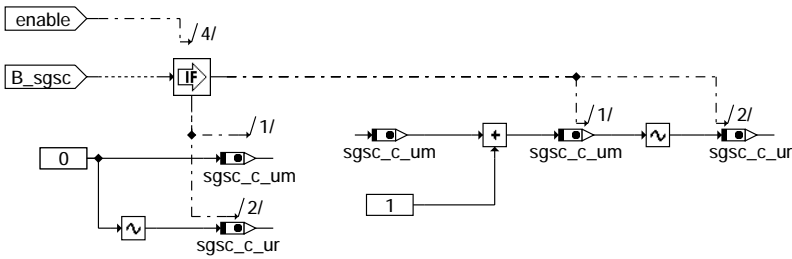 enable
/4/
B_sgsc
IF
/1/
/1/
/2/
sgsc_c_um
+
sgsc_c_um
sgsc_c_ur
0
sgsc_c_um
1
/2/
sgsc_c_ur